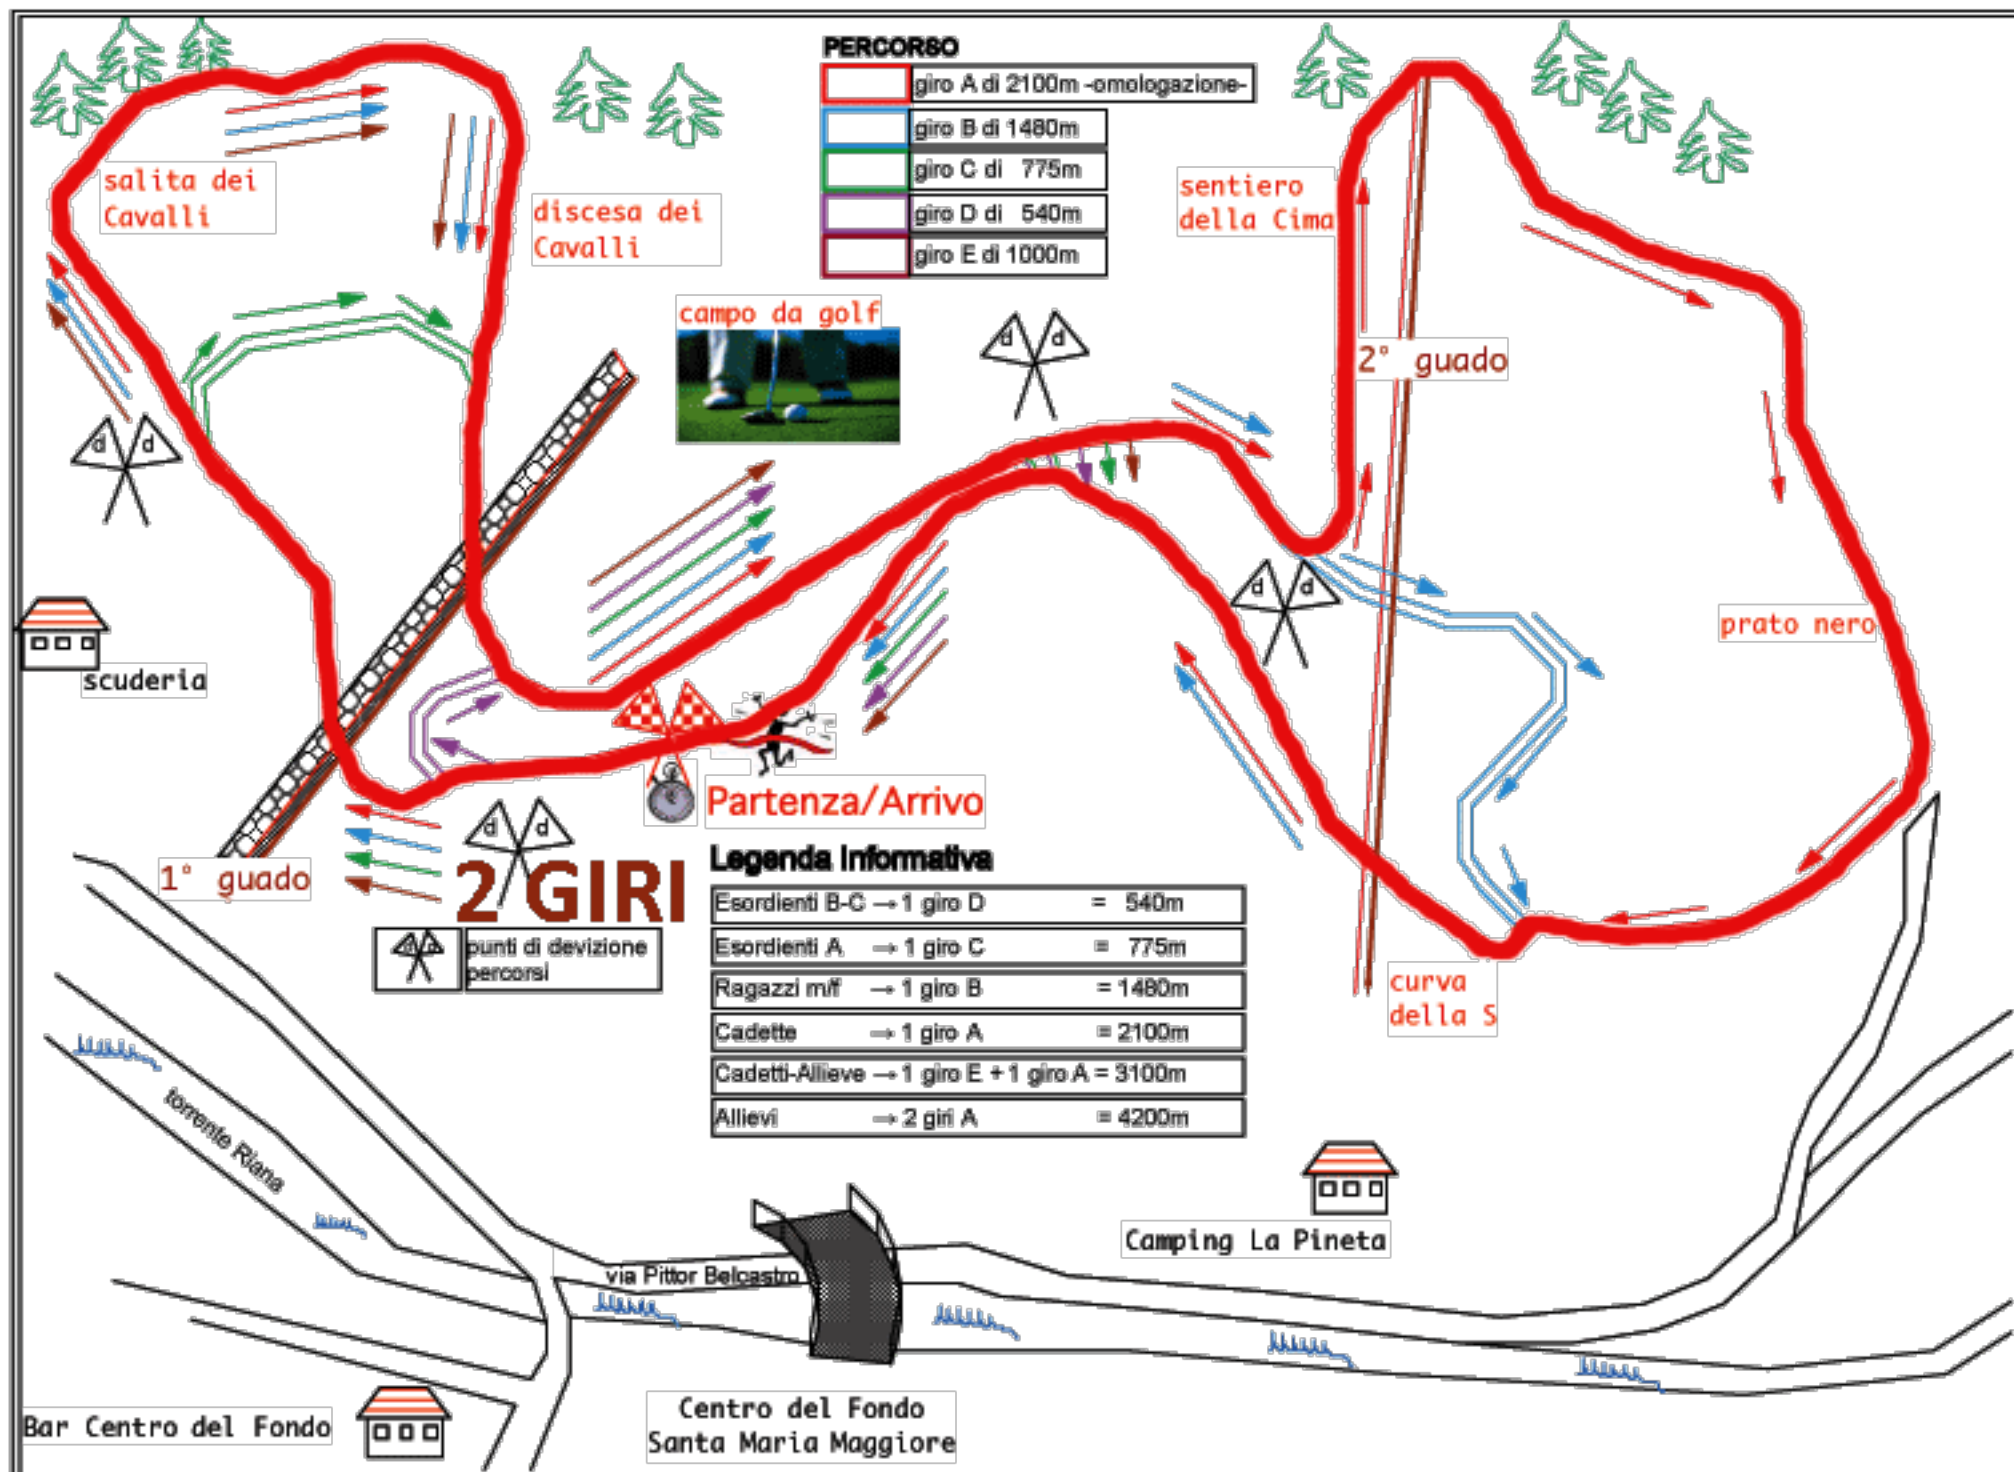 PERCORSO
giro A di 2100m -omologazione-
giro B di 1480m
giro C di 775m
giro D di 540m
giro E di 1000m
salita dei
Cavalli
discesa dei
Cavalli
sentiero
della Cima
campo da golf
d d
2° guado
d d
d d
prato nero
scuderia
Partenza/Arrivo
d d
1° guado
2 GIRI
d d
punti di devizione
percorsi
Legenda Informativa
Esordienti B-C → 1 giro D = 540m
Esordienti A → 1 giro C = 775m
Ragazzi m/f → 1 giro B = 1480m
Cadette → 1 giro A = 2100m
Cadetti-Allieve → 1 giro E + 1 giro A = 3100m
Allievi → 2 giri A = 4200m
curva
della S
torrente Riana
Camping La Pineta
via Pittor Belcastro
Bar Centro del Fondo
Centro del Fondo
Santa Maria Maggiore